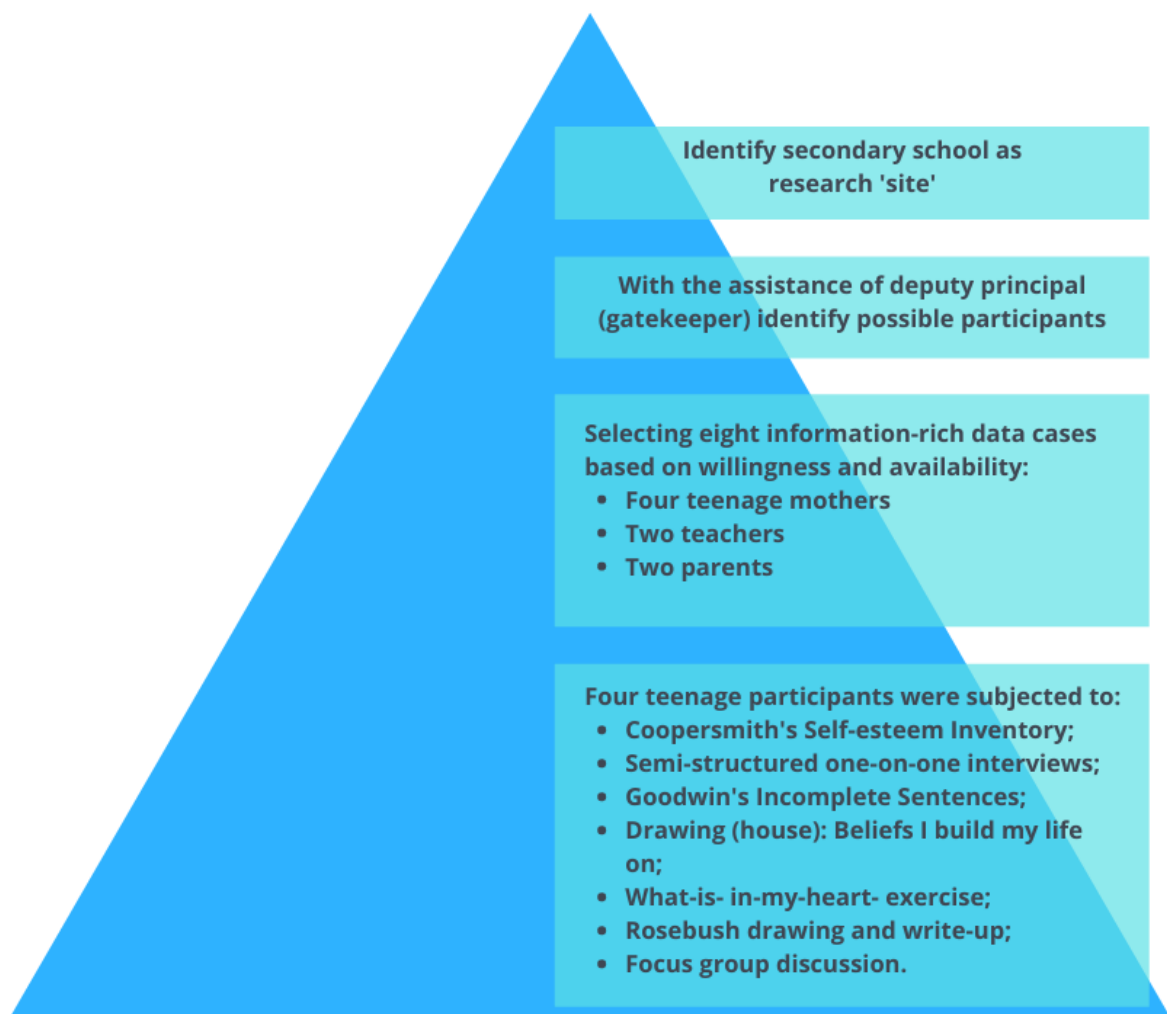 Identify secondary school as
research 'site'
With the assistance of deputy principal
(gatekeeper) identify possible participants
Selecting eight information-rich data cases
based on willingness and availability:
• Four teenage mothers
• Two teachers
• Two parents
Four teenage participants were subjected to:
• Coopersmith's Self-esteem Inventory;
• Semi-structured one-on-one interviews;
• Goodwin's Incomplete Sentences;
• Drawing (house): Beliefs I build my life
on;
• What-is- in-my-heart- exercise;
• Rosebush drawing and write-up;
• Focus group discussion.